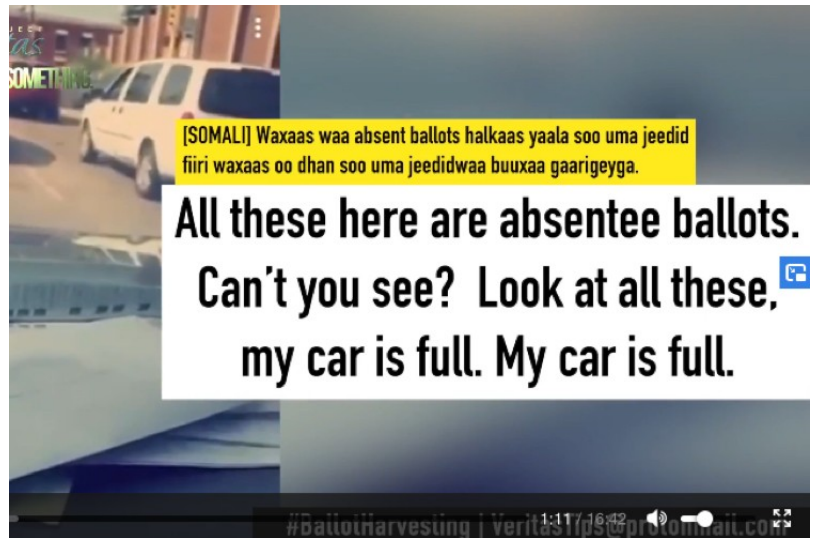 SOMETHING
[SOMALI] Waxaas waa absent ballots halkaas yaala soo uma jeedid
fiiri waxaas oo dhan soo uma jeedidwaa buuxaa gaarigeyga.
All these here are absentee ballots.
Can't you see? Look at all these,
my car is full. My car is full.
1:11 / 16:42
#BallotHarvesting | VeritasTips@protonmail.com